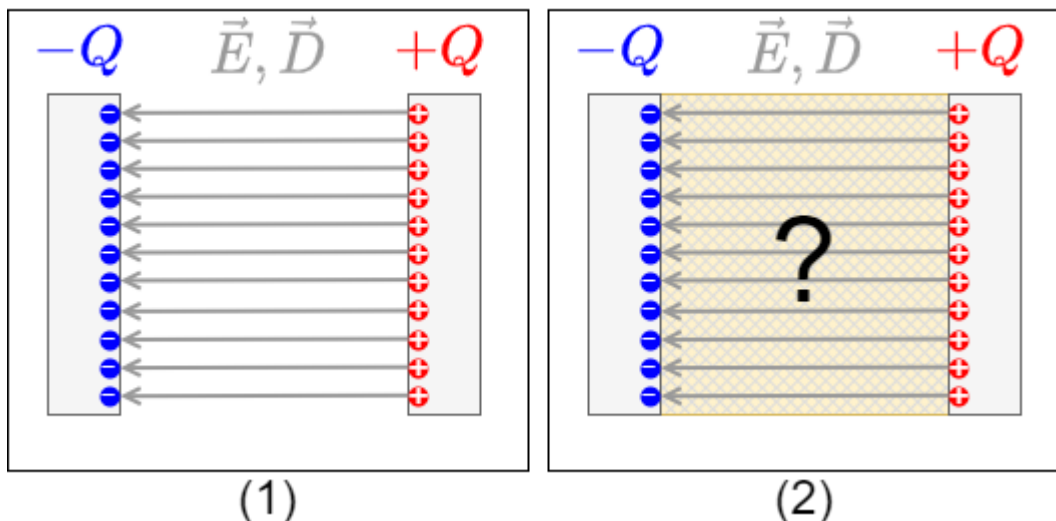 −Q E⃗, D⃗ +Q
−Q E⃗, D⃗ +Q
?
(1)
(2)